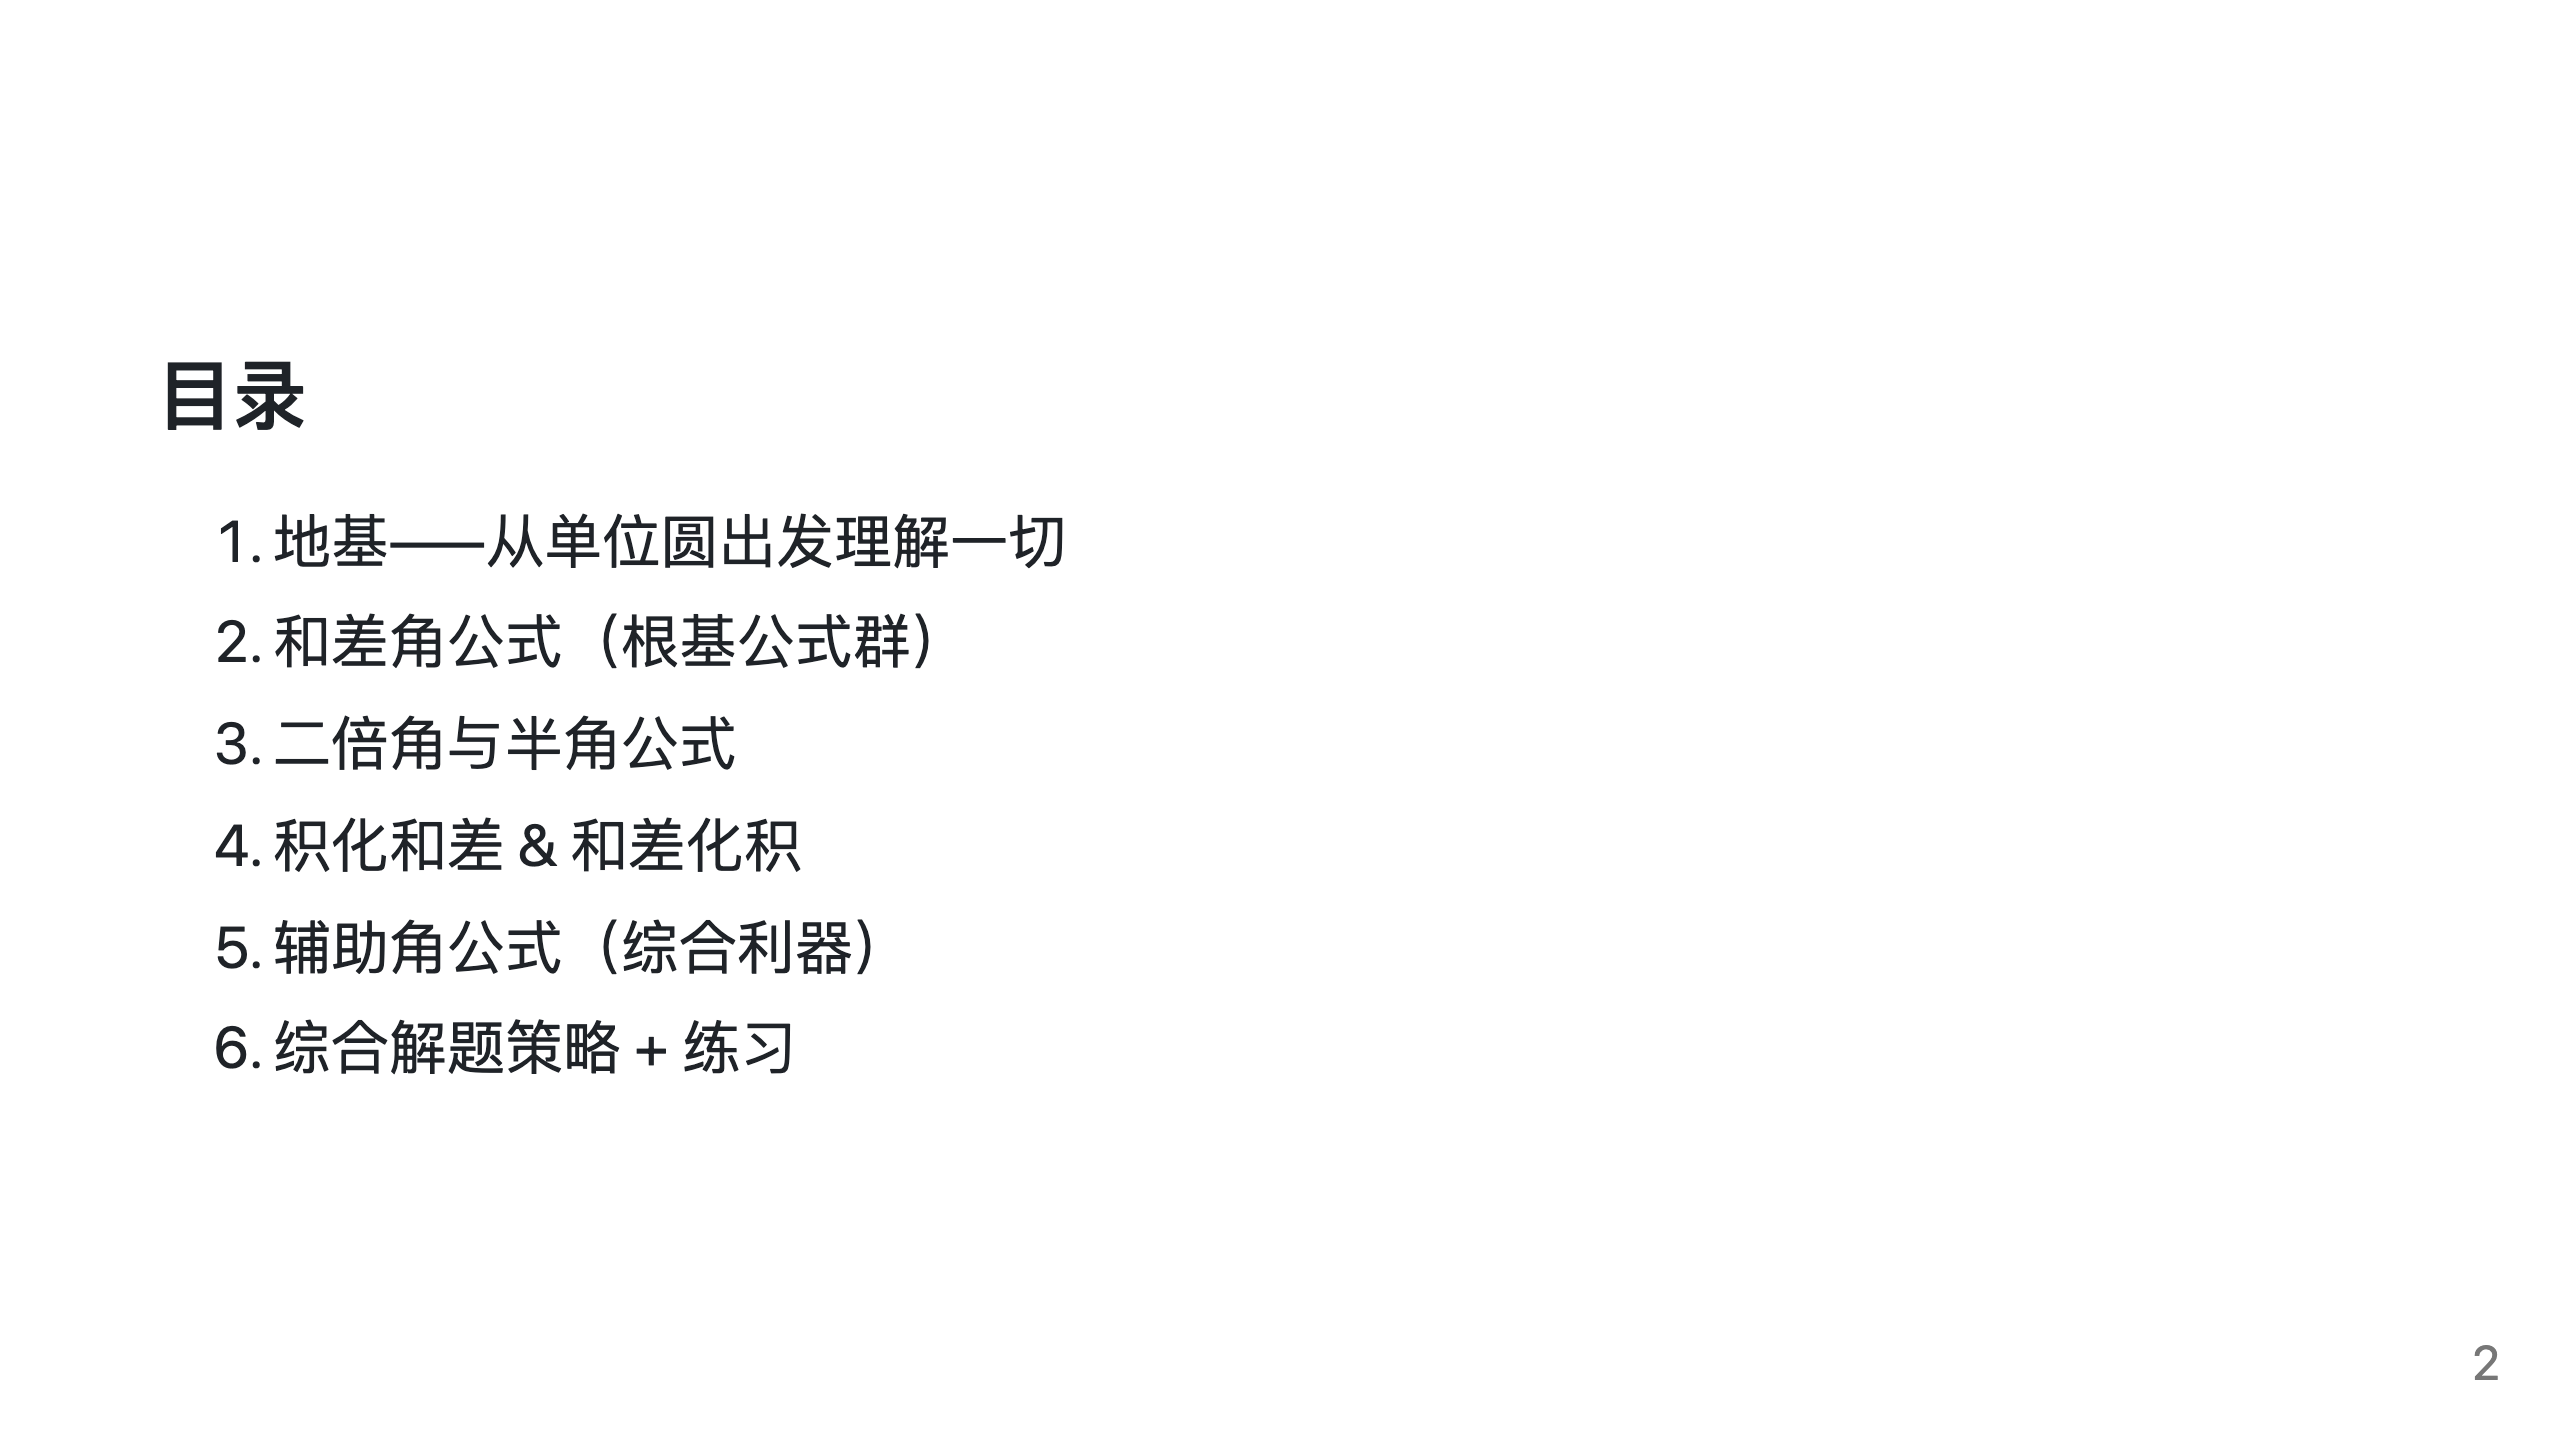 目录
1. 地基——从单位圆出发理解一切
2. 和差角公式（根基公式群）
3. 二倍角与半角公式
4. 积化和差 & 和差化积
5. 辅助角公式（综合利器）
6. 综合解题策略 + 练习
2